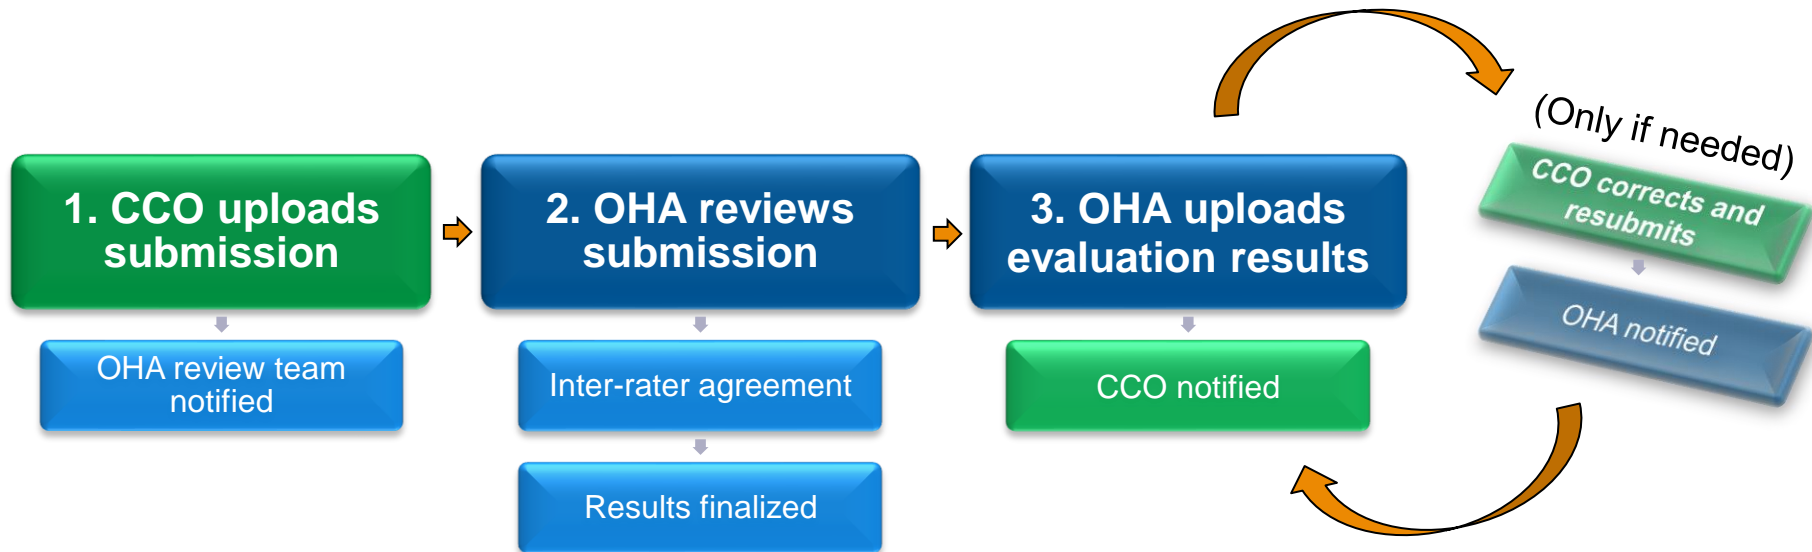 1. CCO uploads
submission
OHA review team
notified
2. OHA reviews
submission
Inter-rater agreement
Results finalized
3. OHA uploads
evaluation results
CCO notified
(Only if needed)
CCO corrects and
resubmits
OHA notified